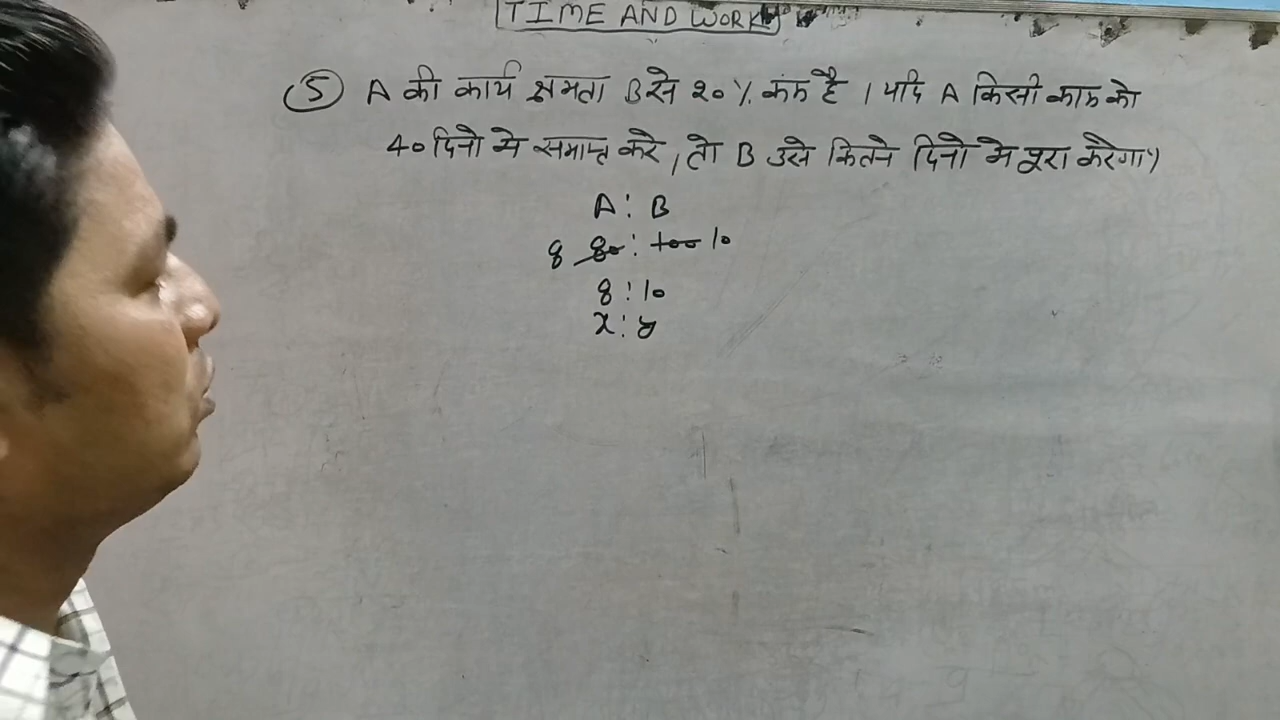 TIME AND WORK
⑤ A की कार्य क्षमता B से 20% कम है । यदि A किसी काम को
40 दिनो मे समाप्त करे, तो B उसे कितने दिनो मे पूरा करेगा?
A : B
8 80 : 100 10
8 : 10
x : y